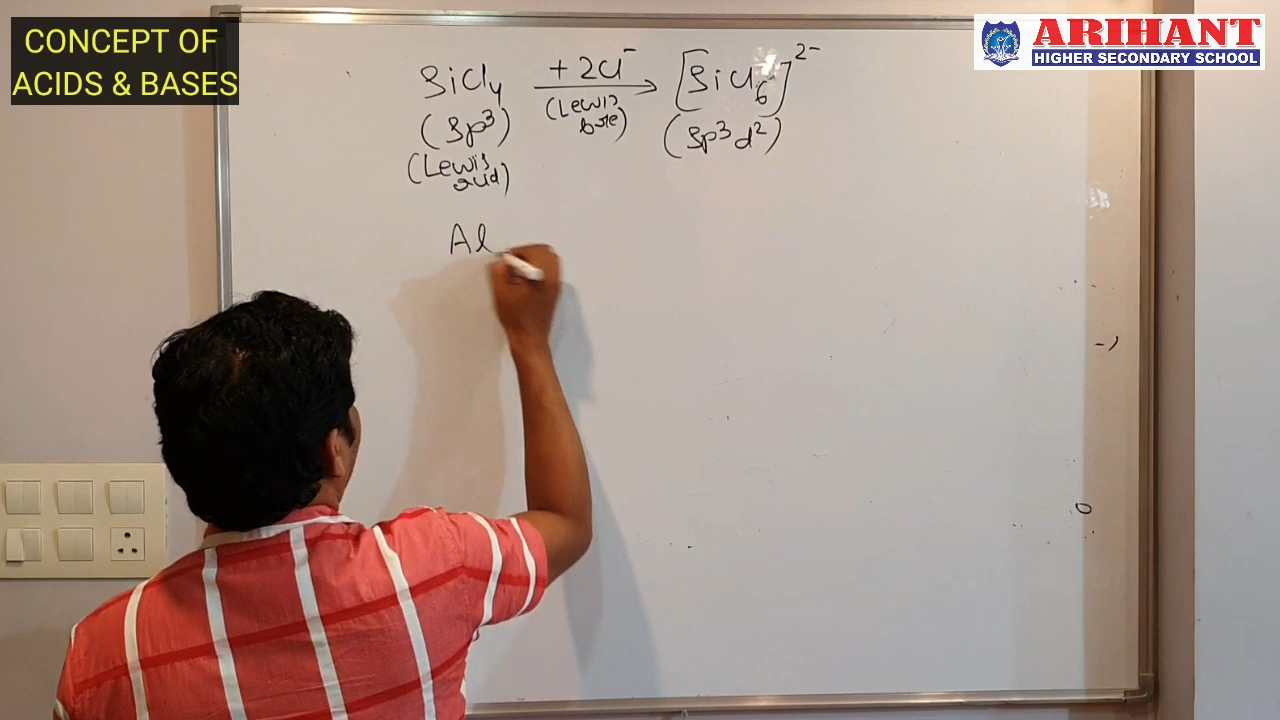 CONCEPT OF
ACIDS & BASES
ARIHANT
HIGHER SECONDARY SCHOOL
SiCl₄ + 2Cl⁻ → [SiCl₆]²⁻
(Sp³) (Lewis base) (Sp³d²)
(Lewis acid)
Al